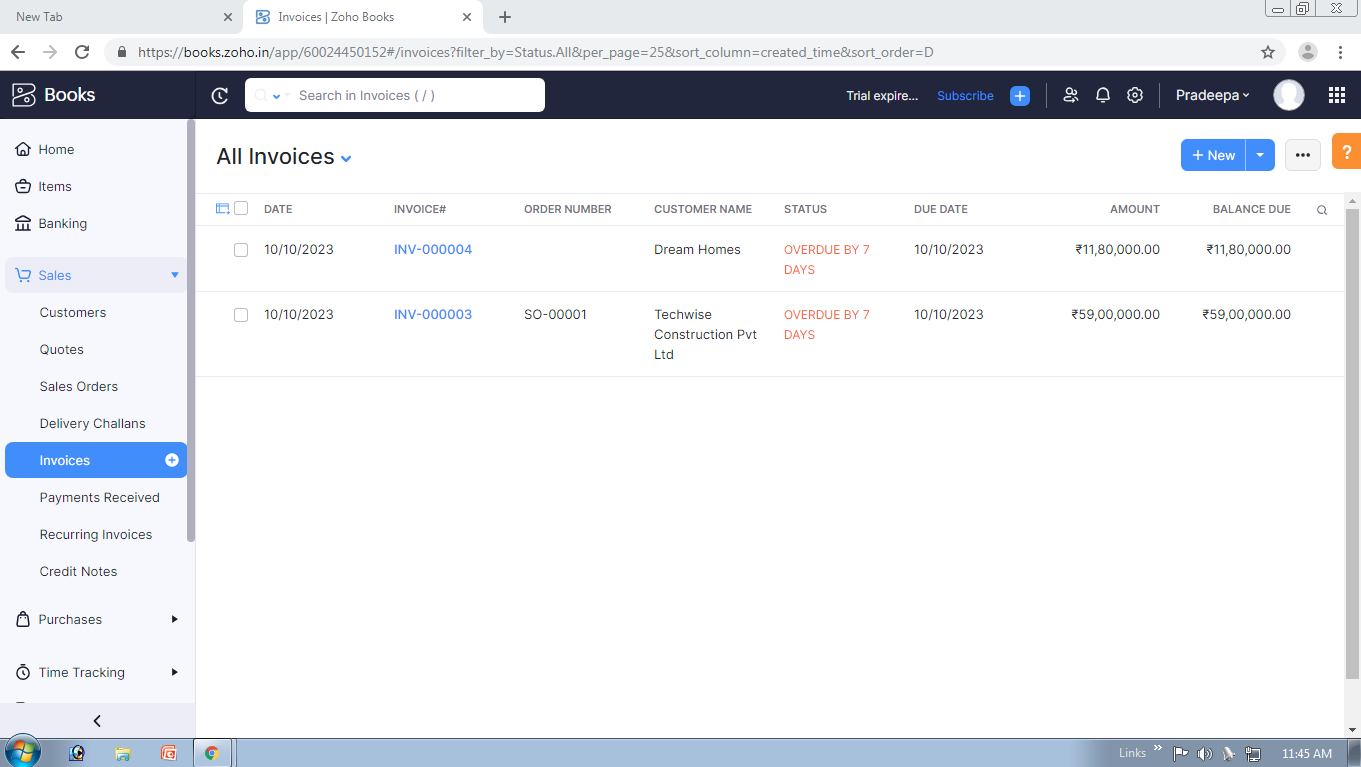 New Tab
Invoices | Zoho Books
https://books.zoho.in/app/60024450152#/invoices?filter_by=Status.All&per_page=25&sort_column=created_time&sort_order=D
Books
Search in Invoices ( / )
Trial expire...
Subscribe
Pradeepa
Home
Items
Banking
Sales
Customers
Quotes
Sales Orders
Delivery Challans
Invoices
Payments Received
Recurring Invoices
Credit Notes
Purchases
Time Tracking
All Invoices
+ New
?
DATE INVOICE# ORDER NUMBER CUSTOMER NAME STATUS DUE DATE AMOUNT BALANCE DUE
10/10/2023 INV-000004 Dream Homes OVERDUE BY 7 10/10/2023 ₹11,80,000.00 ₹11,80,000.00
DAYS
10/10/2023 INV-000003 SO-00001 Techwise OVERDUE BY 7 10/10/2023 ₹59,00,000.00 ₹59,00,000.00
Construction Pvt DAYS
Ltd
Links
11:45 AM